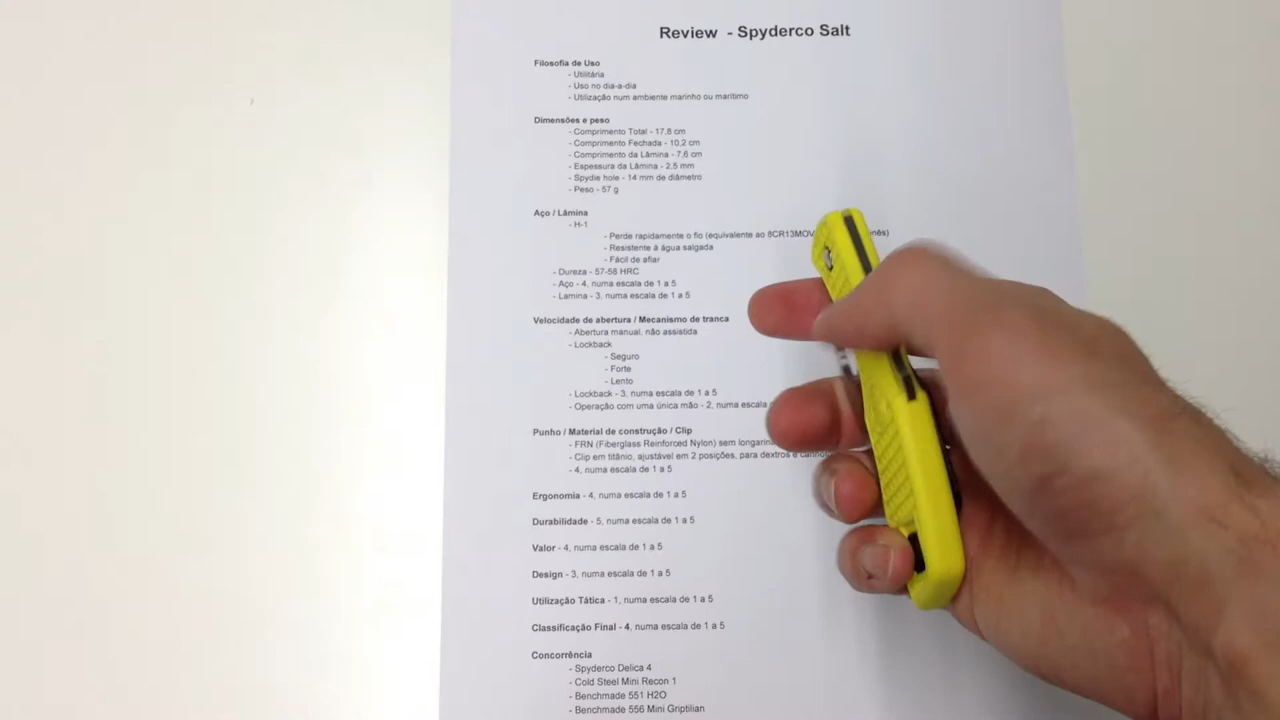 Review - Spyderco Salt
Filosofia de Uso
- Utilitária
- Uso no dia-a-dia
- Utilização num ambiente marinho ou marítimo
Dimensões e peso
- Comprimento Total - 17,8 cm
- Comprimento Fechada - 10,2 cm
- Comprimento da Lâmina - 7,6 cm
- Espessura da Lâmina - 2,5 mm
- Spydie hole - 14 mm de diâmetro
- Peso - 57 g
Aço / Lâmina
- H-1
- Perde rapidamente o fio (equivalente ao 8CR13MOV
- Resistente à água salgada
- Fácil de afiar
- Dureza - 57-58 HRC
- Aço - 4, numa escala de 1 a 5
- Lamina - 3, numa escala de 1 a 5
Velocidade de abertura / Mecanismo de tranca
- Abertura manual, não assistida
- Lockback
- Seguro
- Forte
- Lento
- Lockback - 3, numa escala de 1 a 5
- Operação com uma única mão - 2, numa escala
Punho / Material de construção / Clip
- FRN (Fiberglass Reinforced Nylon) sem
- Clip em titânio, ajustável em 2 posições, para dextros e
- 4, numa escala de 1 a 5
Ergonomia - 4, numa escala de 1 a 5
Durabilidade - 5, numa escala de 1 a 5
Valor - 4, numa escala de 1 a 5
Design - 3, numa escala de 1 a 5
Utilização Tática - 1, numa escala de 1 a 5
Classificação Final - 4, numa escala de 1 a 5
Concorrência
- Spyderco Delica 4
- Cold Steel Mini Recon 1
- Benchmade 551 H2O
- Benchmade 556 Mini Griptilian